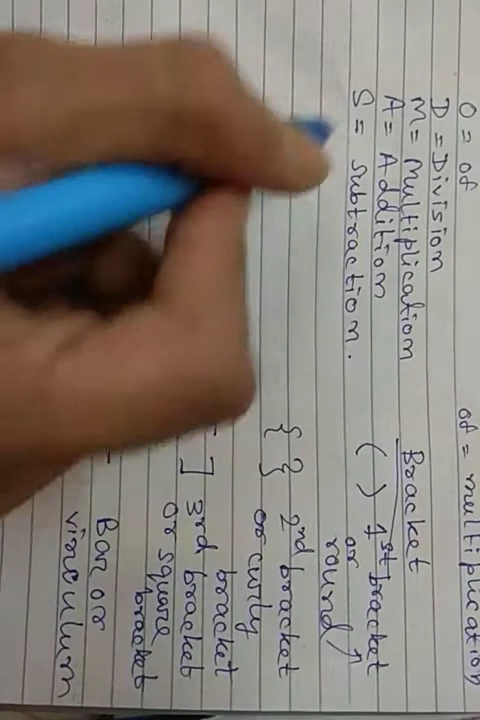 O = of
D = Division
M = Multiplication
A = Addition
S = Subtraction.
of = multiplication
Bracket
( ) 1st bracket
or
round
{ } 2nd bracket
or curly
bracket
] 3rd bracket
or square
bracket
Bar or
vinculum